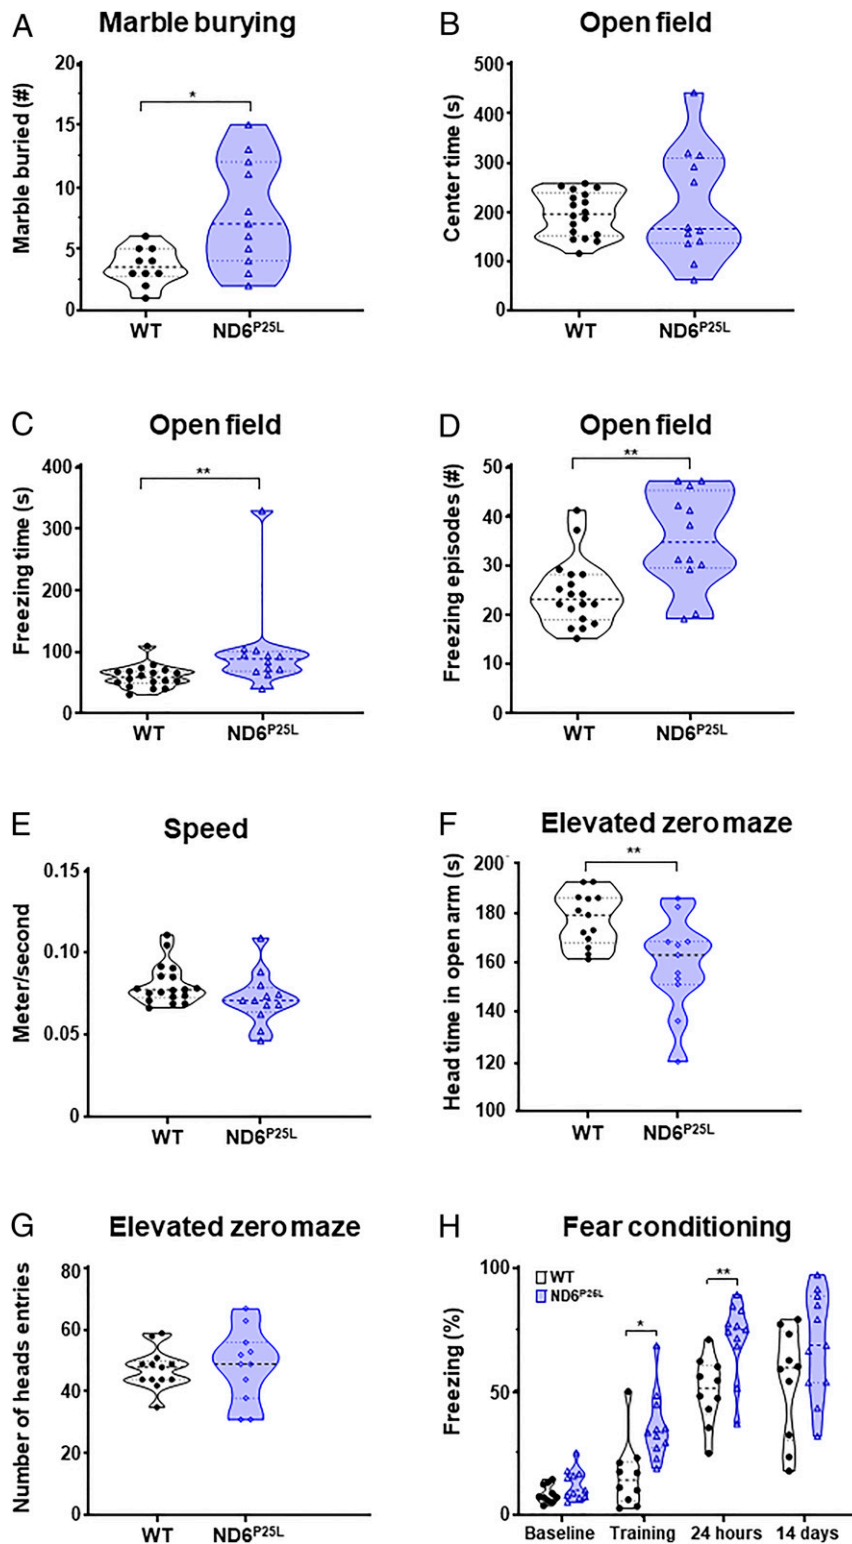 A Marble burying
Marble buried (#)
20
15
10
5
0
*
WT ND6P25L
B Open field
Center time (s)
500
400
300
200
100
0
WT ND6P25L
C Open field
Freezing time (s)
400
300
200
100
0
**
WT ND6P25L
D Open field
Freezing episodes (#)
50
40
30
20
10
0
**
WT ND6P25L
E Speed
Meter/second
0.15
0.10
0.05
0
WT ND6P25L
F Elevated zero maze
Head time in open arm (s)
200
180
160
140
120
100
**
WT ND6P25L
G Elevated zero maze
Number of heads entries
80
60
40
20
0
WT ND6P25L
H Fear conditioning
Freezing (%)
100
50
0
WT
ND6P25L
*
**
Baseline Training 24 hours 14 days